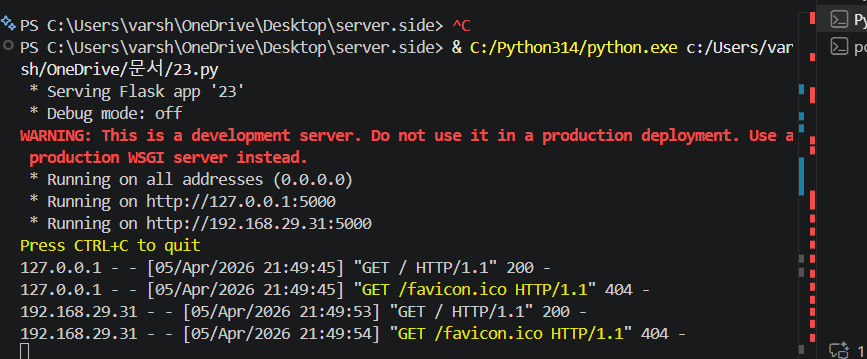 PS C:\Users\varsh\OneDrive\Desktop\server.side> ^C
PS C:\Users\varsh\OneDrive\Desktop\server.side> & C:/Python314/python.exe c:/Users/var
sh/OneDrive/문서/23.py
 * Serving Flask app '23'
 * Debug mode: off
WARNING: This is a development server. Do not use it in a production deployment. Use a
 production WSGI server instead.
 * Running on all addresses (0.0.0.0)
 * Running on http://127.0.0.1:5000
 * Running on http://192.168.29.31:5000
Press CTRL+C to quit
127.0.0.1 - - [05/Apr/2026 21:49:45] "GET / HTTP/1.1" 200 -
127.0.0.1 - - [05/Apr/2026 21:49:45] "GET /favicon.ico HTTP/1.1" 404 -
192.168.29.31 - - [05/Apr/2026 21:49:53] "GET / HTTP/1.1" 200 -
192.168.29.31 - - [05/Apr/2026 21:49:54] "GET /favicon.ico HTTP/1.1" 404 -
Py
po
1